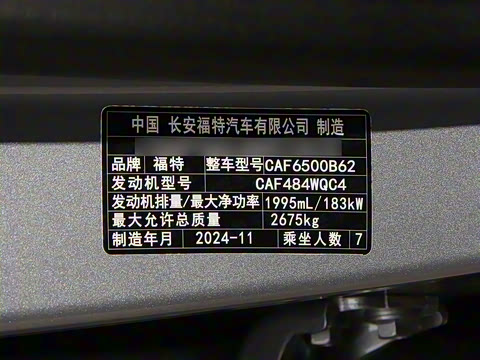 中国 长安福特汽车有限公司 制造
品牌 福特 整车型号 CAF6500B62
发动机型号 CAF484WQC4
发动机排量/最大净功率 1995mL/183kW
最大允许总质量 2675kg
制造年月 2024-11 乘坐人数 7